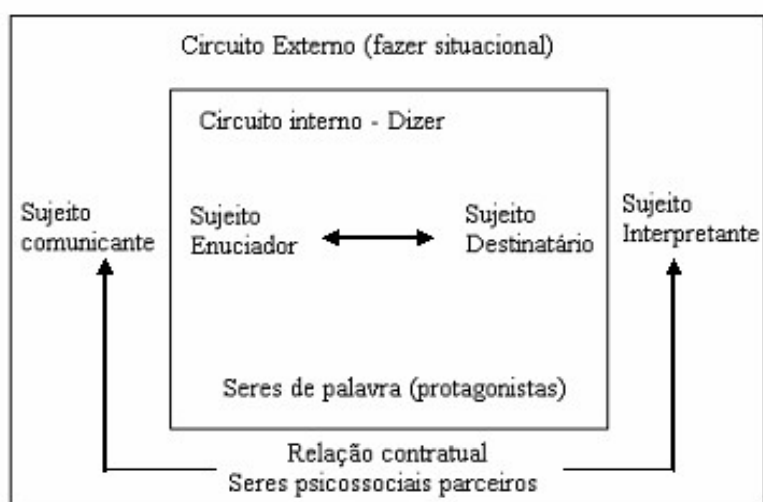 Circuito Externo (fazer situacional)
Circuito interno - Dizer
Sujeito
comunicante
Sujeito
Enuciador
Sujeito
Destinatário
Sujeito
Interpretante
Seres de palavra (protagonistas)
Relação contratual
Seres psicossociais parceiros